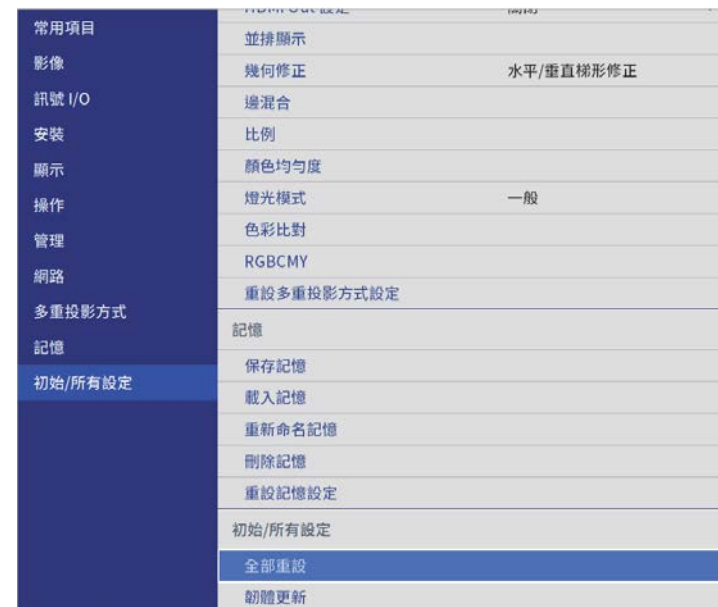 常用項目
影像
訊號 I/O
安裝
顯示
操作
管理
網路
多重投影方式
記憶
初始/所有設定
並排顯示
幾何修正 水平/垂直梯形修正
邊混合
比例
顏色均勻度
燈光模式 一般
色彩比對
RGBCMY
重設多重投影方式設定
記憶
保存記憶
載入記憶
重新命名記憶
刪除記憶
重設記憶設定
初始/所有設定
全部重設
韌體更新